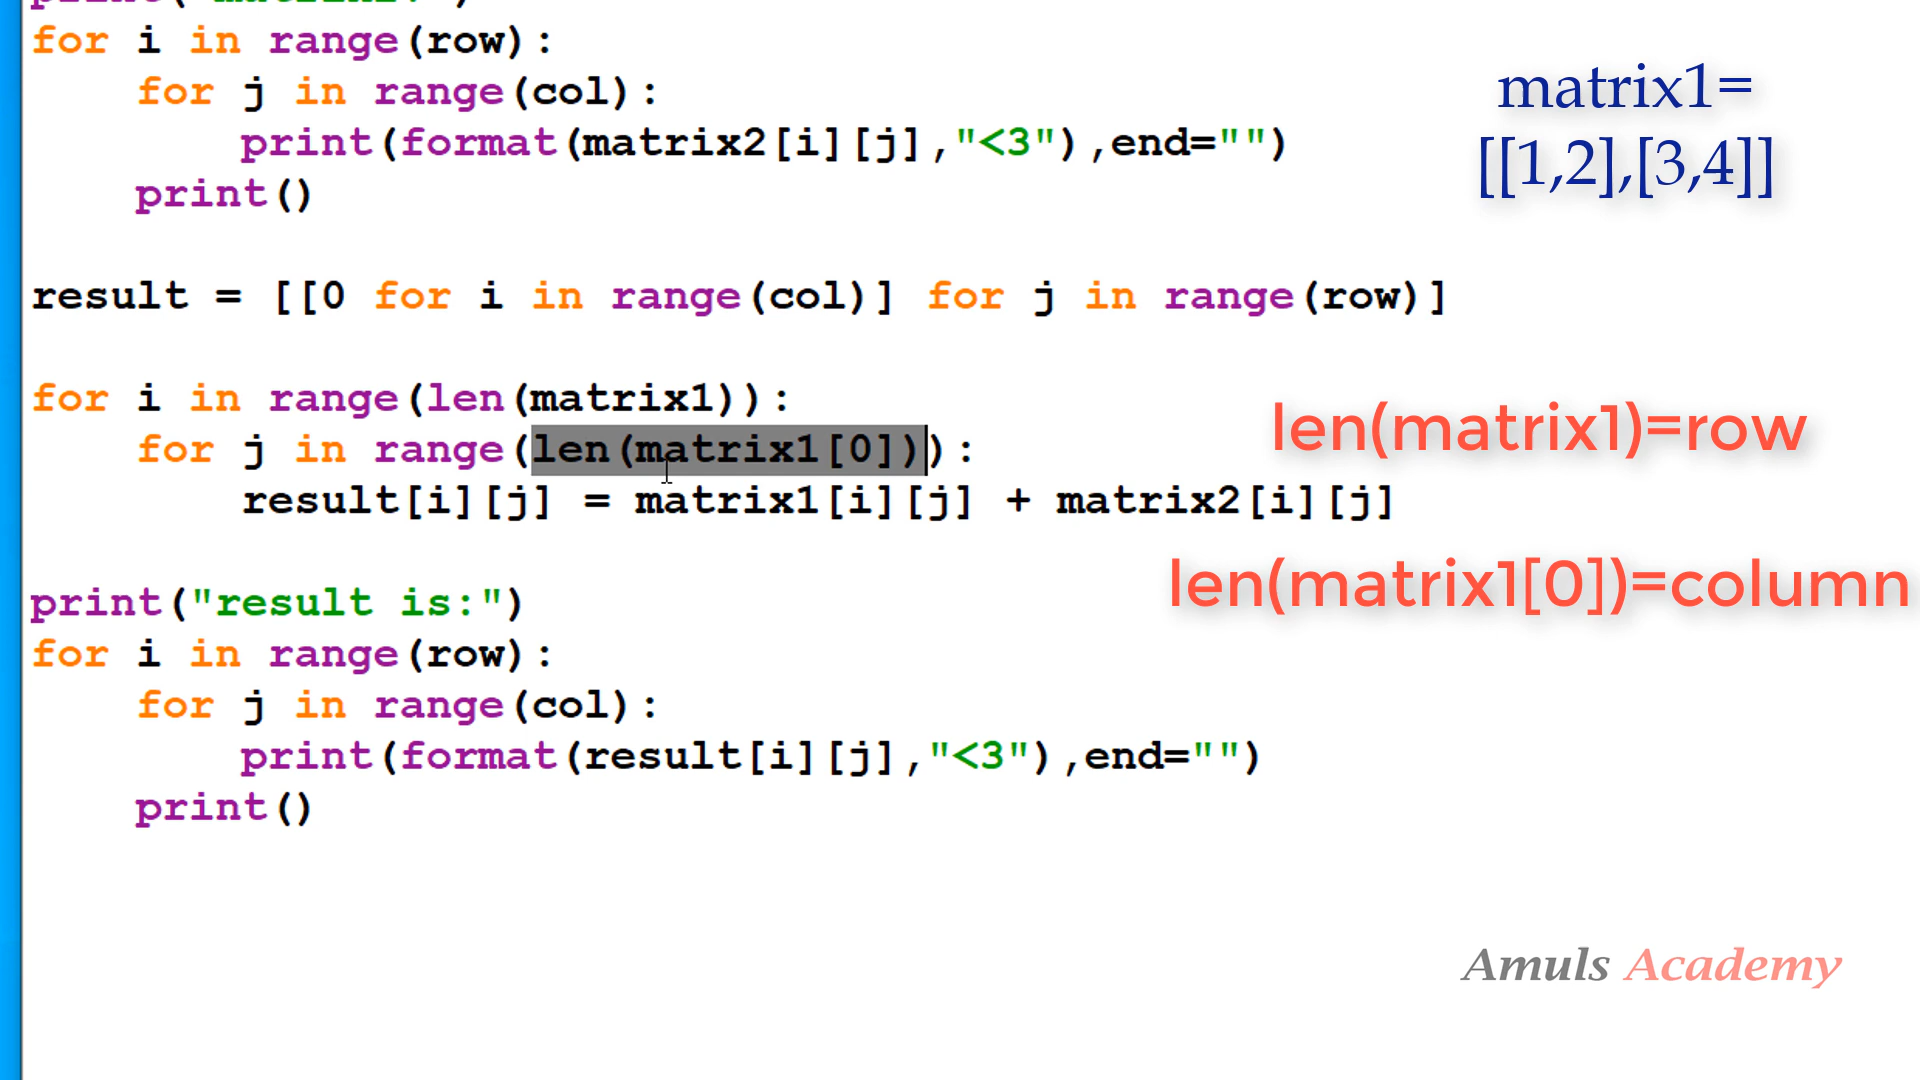 for i in range(row):
    for j in range(col):
        print(format(matrix2[i][j],"<3"),end="")
    print()
matrix1=
[[1,2],[3,4]]
result = [[0 for i in range(col)] for j in range(row)]
for i in range(len(matrix1)):
    for j in range(len(matrix1[0])):
        result[i][j] = matrix1[i][j] + matrix2[i][j]
len(matrix1)=row
len(matrix1[0])=column
print("result is:")
for i in range(row):
    for j in range(col):
        print(format(result[i][j],"<3"),end="")
    print()
Amuls Academy